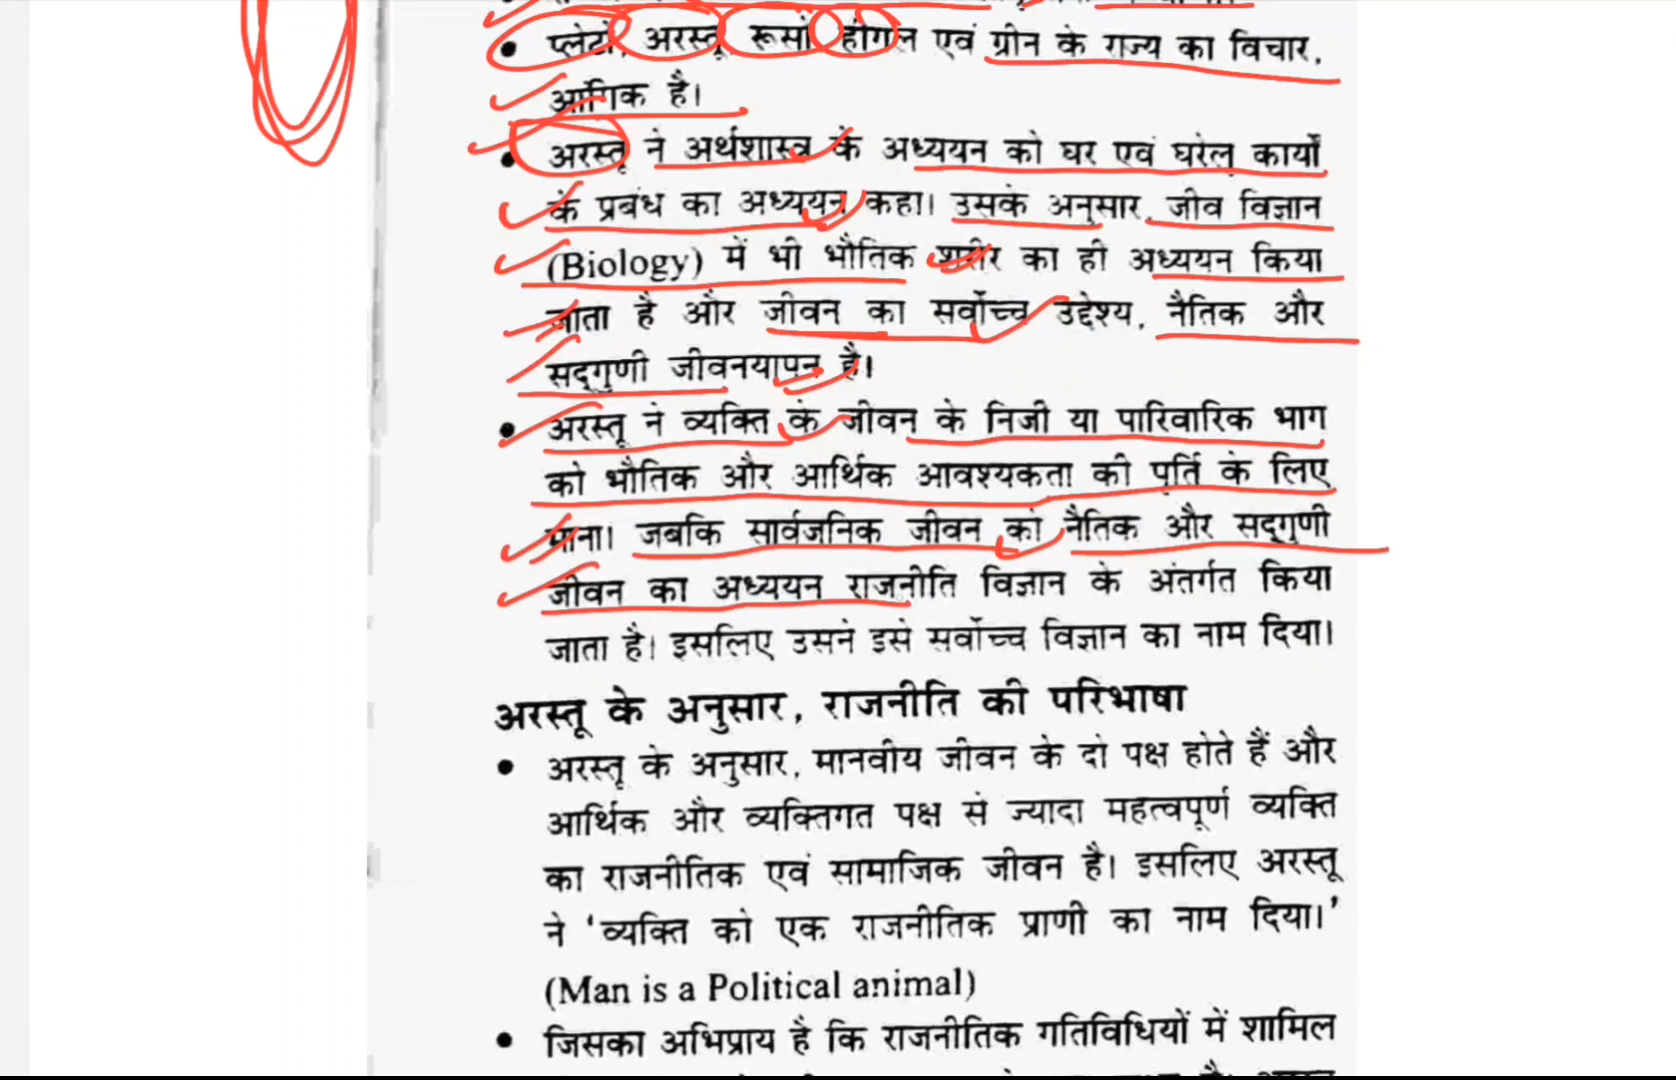 • प्लेटो, अरस्तू, रूसो, हीगल एवं ग्रीन के राज्य का विचार,
आंगिक है।
• अरस्तू ने अर्थशास्त्र के अध्ययन को घर एवं घरेलू कार्यों
के प्रबंध का अध्ययन कहा। उसके अनुसार, जीव विज्ञान
(Biology) में भी भौतिक शरीर का ही अध्ययन किया
जाता है और जीवन का सर्वोच्च उद्देश्य, नैतिक और
सद्गुणी जीवनयापन है।
• अरस्तू ने व्यक्ति के जीवन के निजी या पारिवारिक भाग
को भौतिक और आर्थिक आवश्यकता की पूर्ति के लिए
माना। जबकि सार्वजनिक जीवन को नैतिक और सद्गुणी
जीवन का अध्ययन राजनीति विज्ञान के अंतर्गत किया
जाता है। इसलिए उसने इसे सर्वोच्च विज्ञान का नाम दिया।
अरस्तू के अनुसार, राजनीति की परिभाषा
• अरस्तू के अनुसार, मानवीय जीवन के दो पक्ष होते हैं और
आर्थिक और व्यक्तिगत पक्ष से ज्यादा महत्वपूर्ण व्यक्ति
का राजनीतिक एवं सामाजिक जीवन है। इसलिए अरस्तू
ने ‘व्यक्ति को एक राजनीतिक प्राणी का नाम दिया।’
(Man is a Political animal)
• जिसका अभिप्राय है कि राजनीतिक गतिविधियों में शामिल